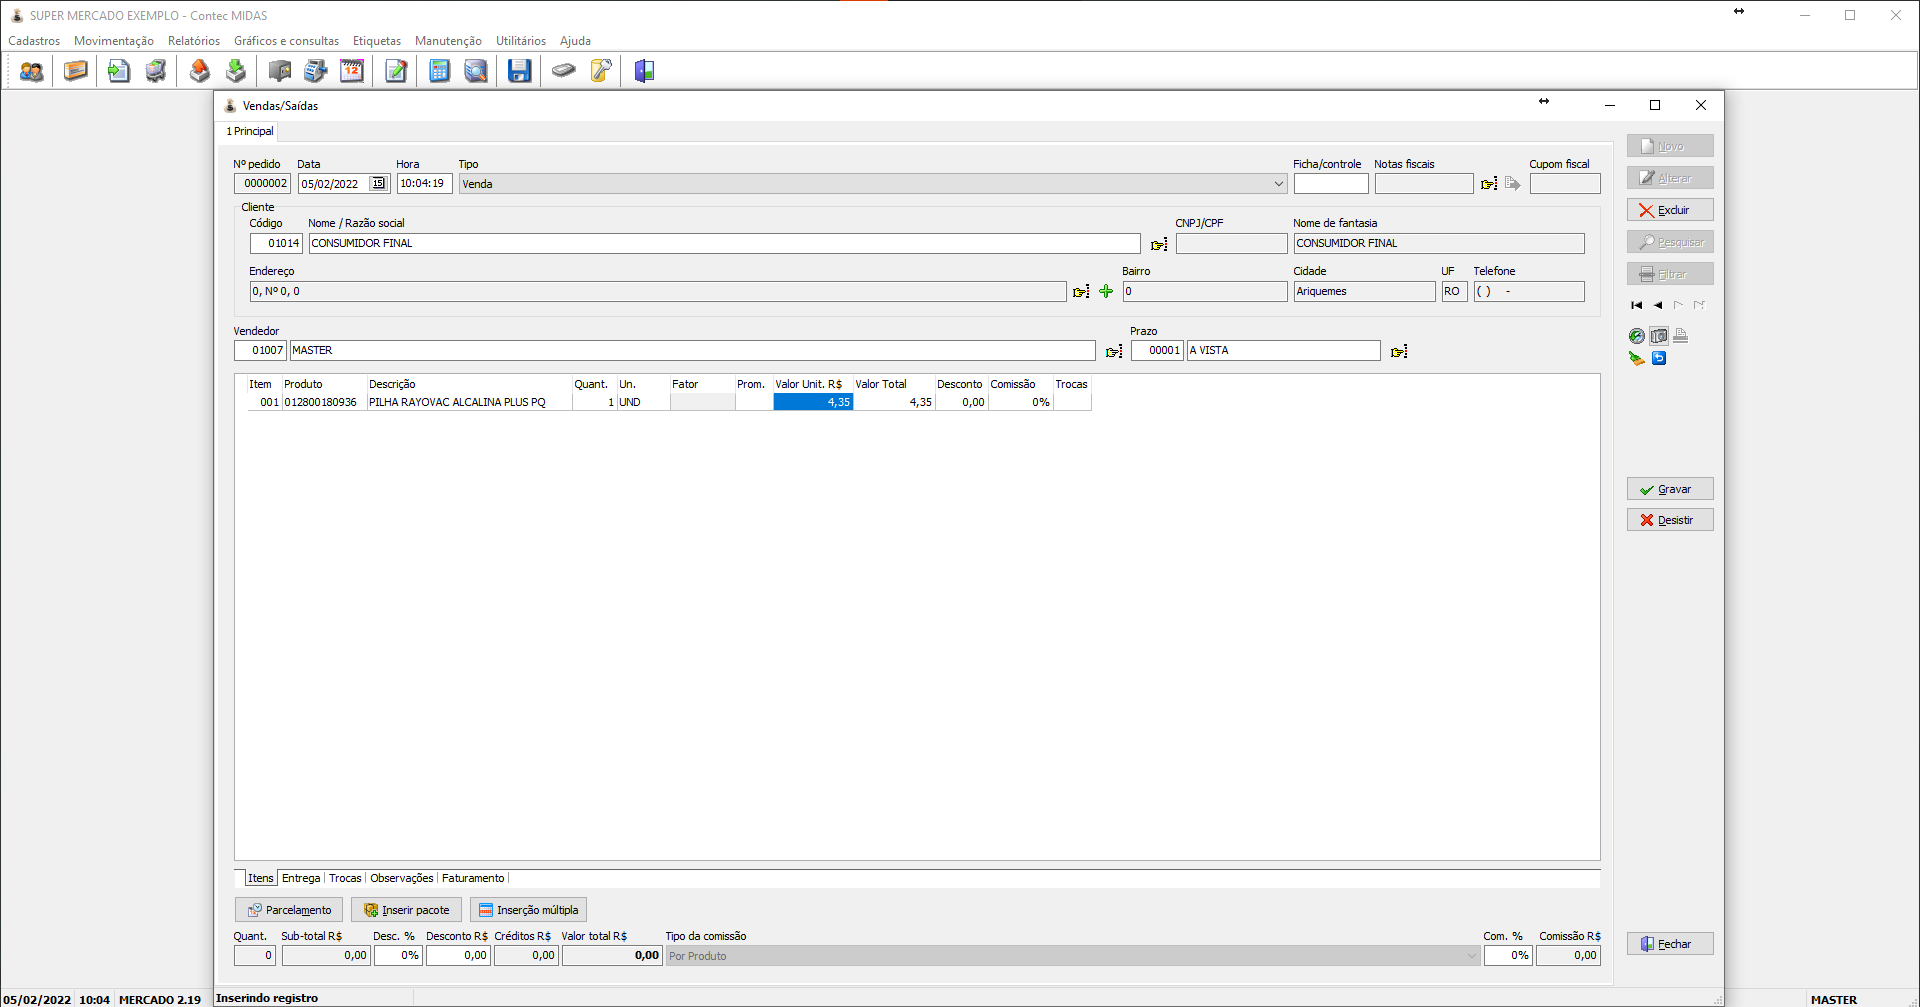 SUPER MERCADO EXEMPLO - Contec MIDAS
Cadastros Movimentação Relatórios Gráficos e consultas Etiquetas Manutenção Utilitários Ajuda
12
Vendas/Saídas
1 Principal
Nº pedido Data Hora Tipo Ficha/controle Notas fiscais Cupom fiscal
0000002 05/02/2022 15 10:04:19 Venda
Cliente
Código Nome / Razão social CNPJ/CPF Nome de fantasia
01014 CONSUMIDOR FINAL CONSUMIDOR FINAL
Endereço Bairro Cidade UF Telefone
0, Nº 0, 0 0 Ariquemes RO ( ) -
Vendedor Prazo
01007 MASTER 00001 A VISTA
Item Produto Descrição Quant. Un. Fator Prom. Valor Unit. R$ Valor Total Desconto Comissão Trocas
001 012800180936 PILHA RAYOVAC ALCALINA PLUS PQ 1 UND 4,35 4,35 0,00 0%
Itens Entrega Trocas Observações Faturamento
Parcelamento Inserir pacote Inserção múltipla
Quant. Sub-total R$ Desc. % Desconto R$ Créditos R$ Valor total R$ Tipo da comissão Com. % Comissão R$
0 0,00 0% 0,00 0,00 0,00 Por Produto 0% 0,00
Novo
Alterar
Excluir
Pesquisar
Filtrar
Gravar
Desistir
Fechar
05/02/2022 10:04 MERCADO 2.19 Inserindo registro MASTER